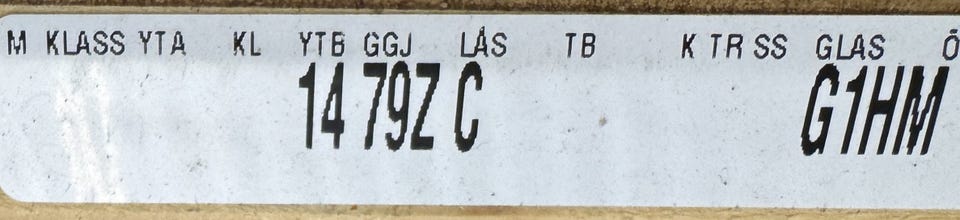 M KLASS YTA KL YTB GGJ LÅS TB K TR SS GLAS Ö
14 79Z C G1HM